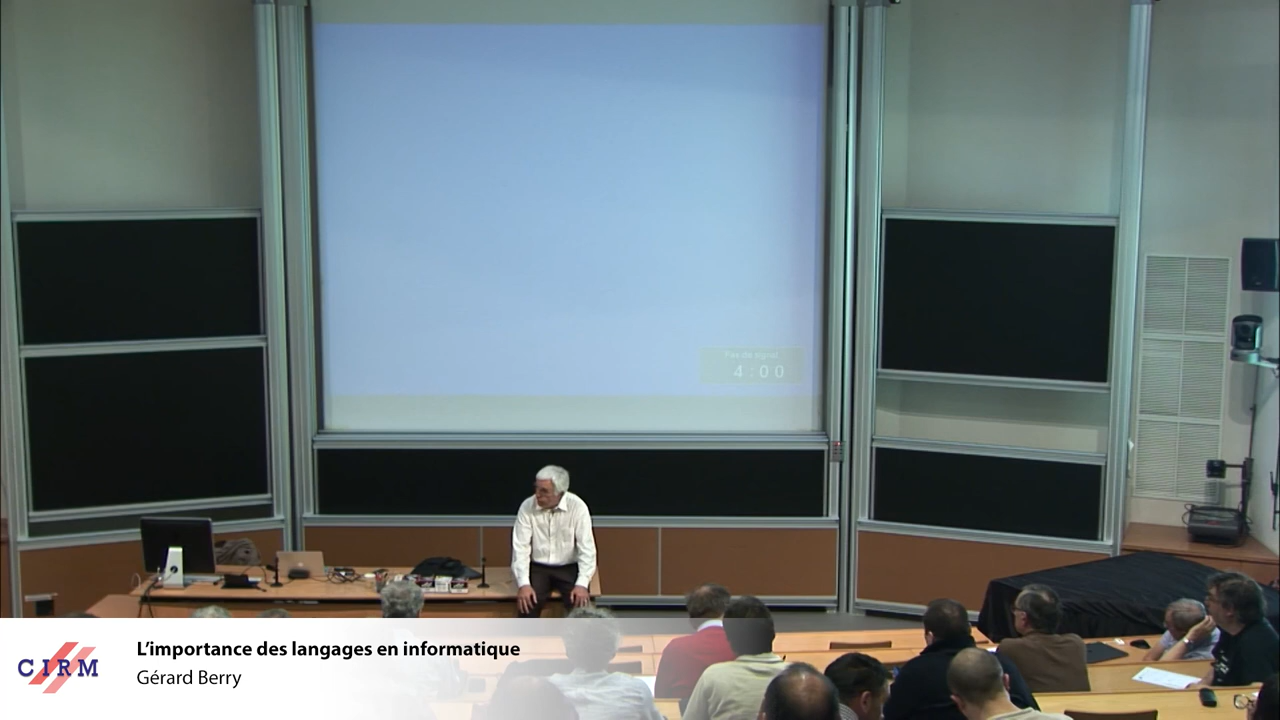 Pas de signal
4:00
CIRM
L'importance des langages en informatique
Gérard Berry